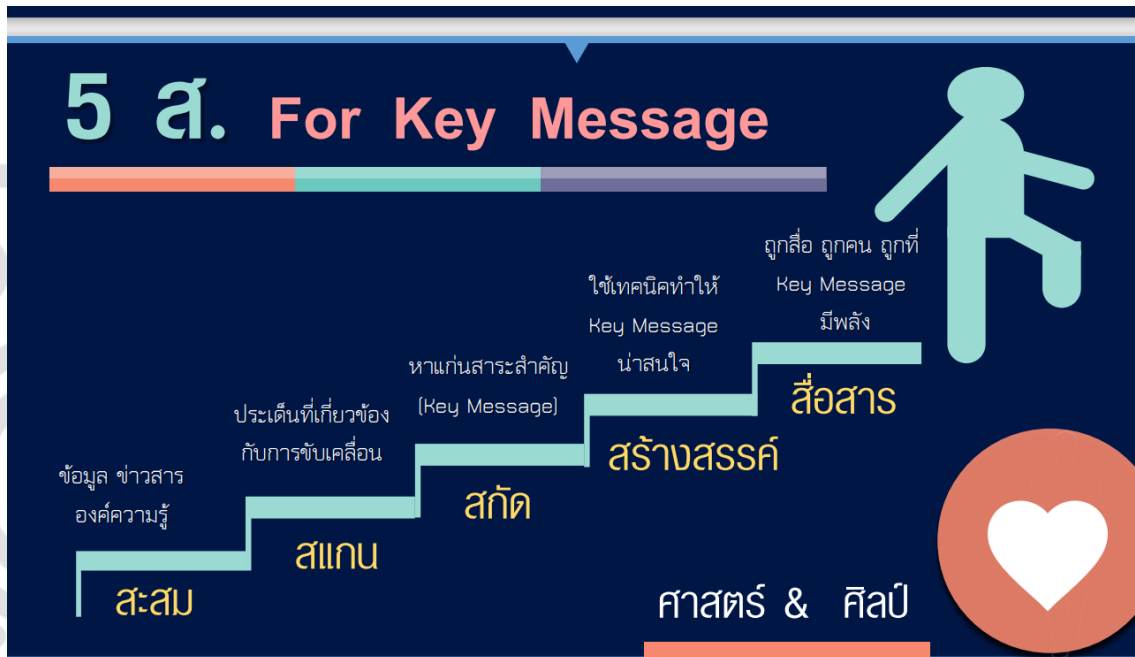 5 ส. For Key Message
ข้อมูล ข่าวสาร
องค์ความรู้
สะสม
ประเด็นที่เกี่ยวข้อง
กับการขับเคลื่อน
สแกน
หาแก่นสาระสำคัญ
(Key Message)
สกัด
ใช้เทคนิคทำให้
Key Message
น่าสนใจ
สร้างสรรค์
ถูกสื่อ ถูกคน ถูกที่
Key Message
มีพลัง
สื่อสาร
ศาสตร์ & ศิลป์